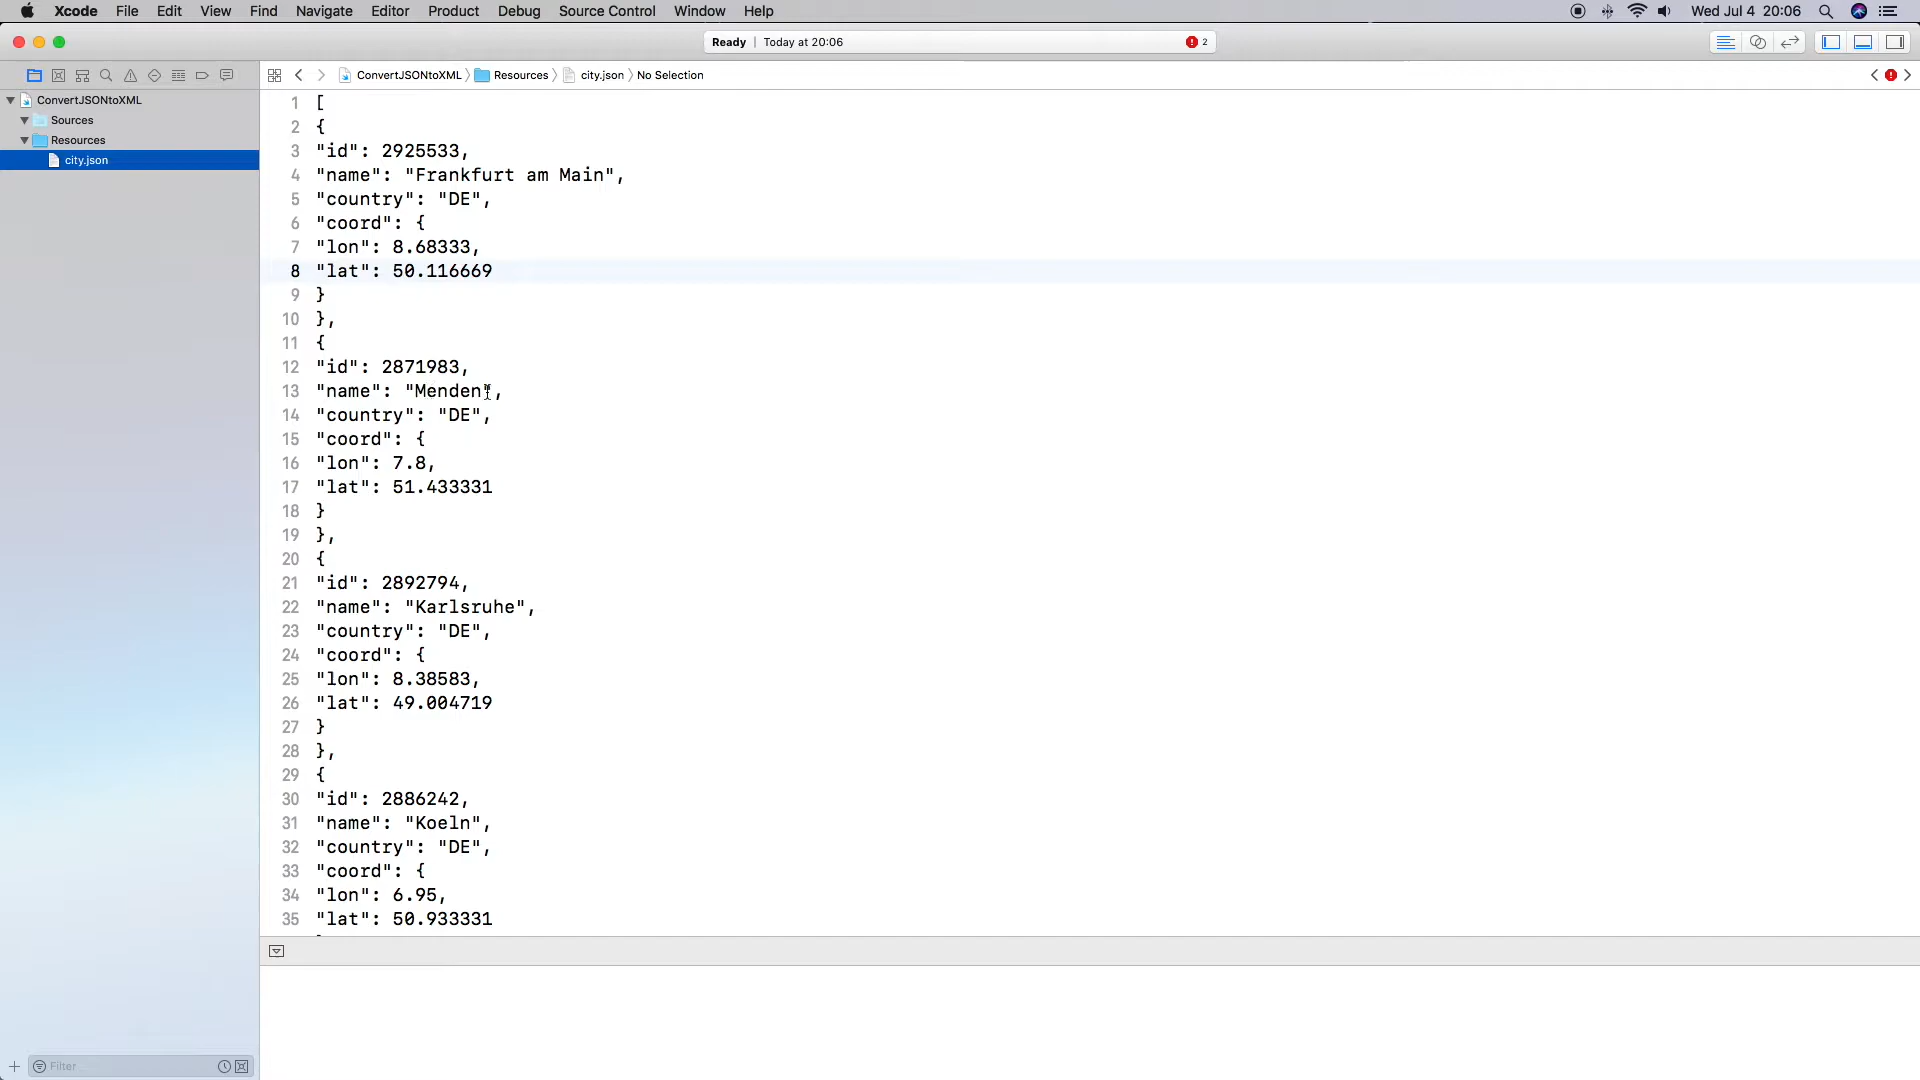 Xcode File Edit View Find Navigate Editor Product Debug Source Control Window Help Wed Jul 4 20:06
Ready Today at 20:06 2
ConvertJSONtoXML Resources city.json No Selection
ConvertJSONtoXML
Sources
Resources
city.json
1 [
2 {
3 "id": 2925533,
4 "name": "Frankfurt am Main",
5 "country": "DE",
6 "coord": {
7 "lon": 8.68333,
8 "lat": 50.116669
9 }
10 },
11 {
12 "id": 2871983,
13 "name": "Menden",
14 "country": "DE",
15 "coord": {
16 "lon": 7.8,
17 "lat": 51.433331
18 }
19 },
20 {
21 "id": 2892794,
22 "name": "Karlsruhe",
23 "country": "DE",
24 "coord": {
25 "lon": 8.38583,
26 "lat": 49.004719
27 }
28 },
29 {
30 "id": 2886242,
31 "name": "Koeln",
32 "country": "DE",
33 "coord": {
34 "lon": 6.95,
35 "lat": 50.933331
Filter